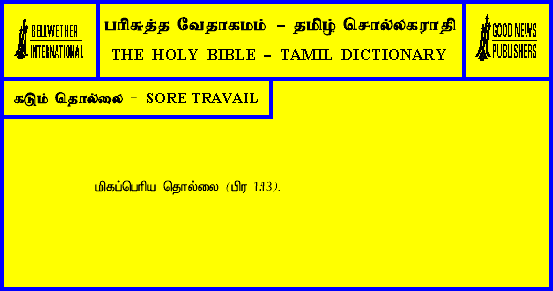 BELLWETHER
INTERNATIONAL
பரிசுத்த வேதாகமம் – தமிழ் சொல்லகராதி
THE HOLY BIBLE – TAMIL DICTIONARY
GOOD NEWS
PUBLISHERS
கடும் தொல்லை – SORE TRAVAIL
மிகப்பெரிய தொல்லை (பிர 1:13).